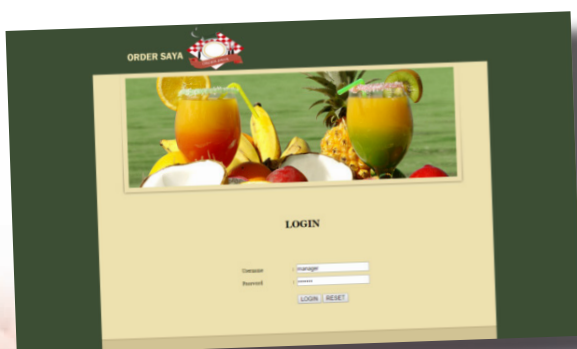 ORDER SAYA
LOGIN
Username : manager
Password : •••••••
LOGIN RESET